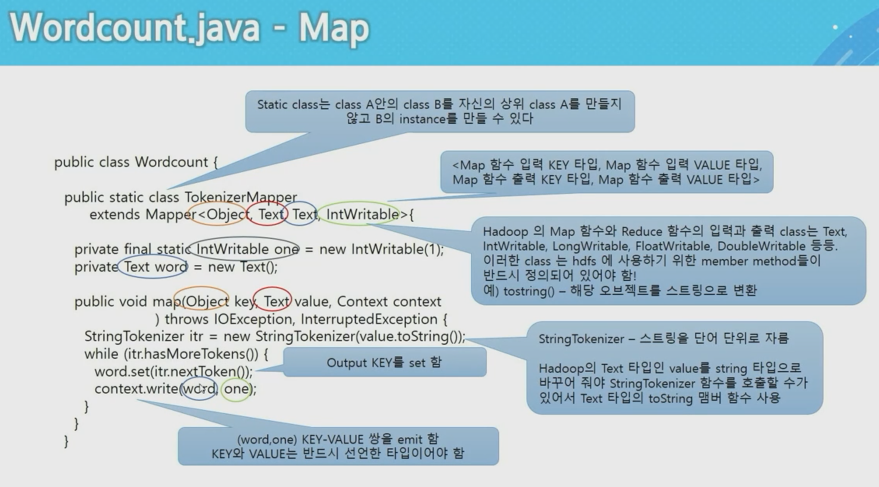 Wordcount.java - Map
Static class는 class A안의 class B를 자신의 상위 class A를 만들지
않고 B의 instance를 만들 수 있다
public class Wordcount {
<Map 함수 입력 KEY 타입, Map 함수 입력 VALUE 타입,
Map 함수 출력 KEY 타입, Map 함수 출력 VALUE 타입>
public static class TokenizerMapper
extends Mapper<Object, Text, Text, IntWritable>{
Hadoop 의 Map 함수와 Reduce 함수의 입력과 출력 class는 Text,
IntWritable, LongWritable, FloatWritable, DoubleWritable 등등.
이러한 class 는 hdfs 에 사용하기 위한 member method들이
반드시 정의되어 있어야 함!
예) tostring() – 해당 오브젝트를 스트링으로 변환
private final static IntWritable one = new IntWritable(1);
private Text word = new Text();
public void map(Object key, Text value, Context context
) throws IOException, InterruptedException {
StringTokenizer itr = new StringTokenizer(value.toString());
StringTokenizer – 스트링을 단어 단위로 자름
Hadoop의 Text 타입인 value를 string 타입으로
바꾸어 줘야 StringTokenizer 함수를 호출할 수가
있어서 Text 타입의 toString 맴버 함수 사용
while (itr.hasMoreTokens()) {
word.set(itr.nextToken());
Output KEY를 set 함
context.write(word, one);
}
}
}
(word,one) KEY-VALUE 쌍을 emit 함
KEY와 VALUE는 반드시 선언한 타입이어야 함